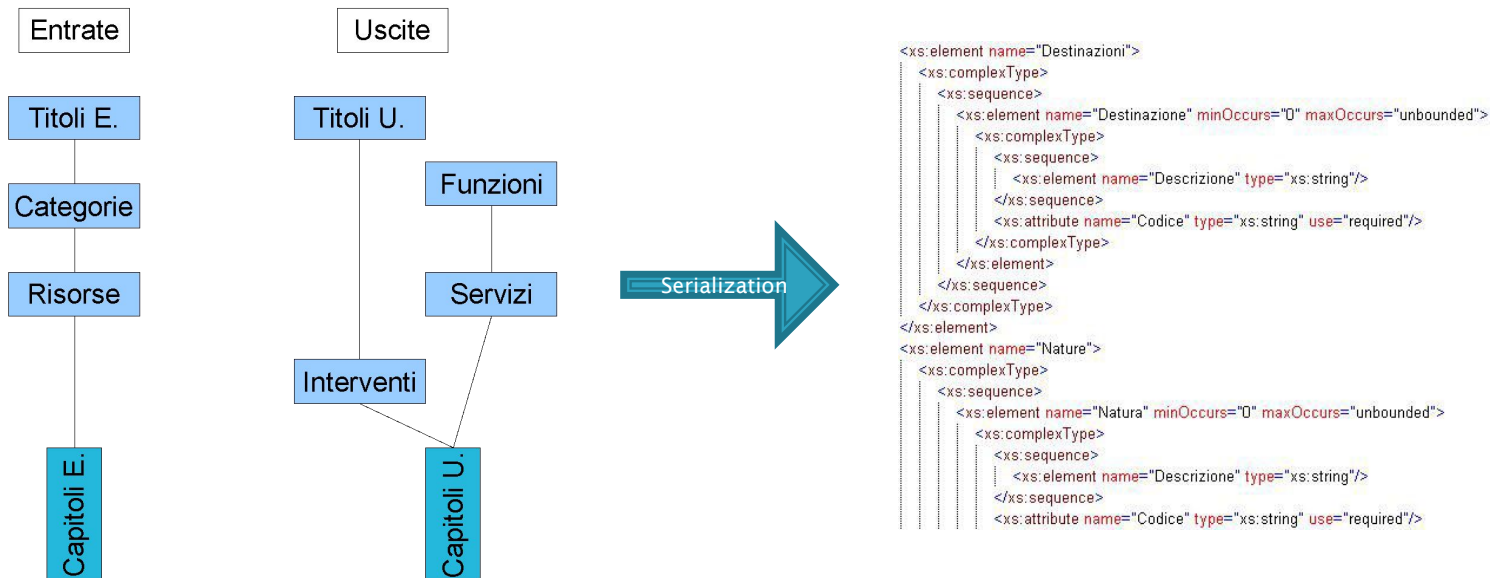 Entrate
Titoli E.
Categorie
Risorse
Capitoli E.
Uscite
Titoli U.
Funzioni
Servizi
Interventi
Capitoli U.
Serialization
<xs:element name="Destinazioni">
<xs:complexType>
<xs:sequence>
<xs:element name="Destinazione" minOccurs="0" maxOccurs="unbounded">
<xs:complexType>
<xs:sequence>
<xs:element name="Descrizione" type="xs:string"/>
</xs:sequence>
<xs:attribute name="Codice" type="xs:string" use="required"/>
</xs:complexType>
</xs:element>
</xs:sequence>
</xs:complexType>
</xs:element>
<xs:element name="Nature">
<xs:complexType>
<xs:sequence>
<xs:element name="Natura" minOccurs="0" maxOccurs="unbounded">
<xs:complexType>
<xs:sequence>
<xs:element name="Descrizione" type="xs:string"/>
</xs:sequence>
<xs:attribute name="Codice" type="xs:string" use="required"/>